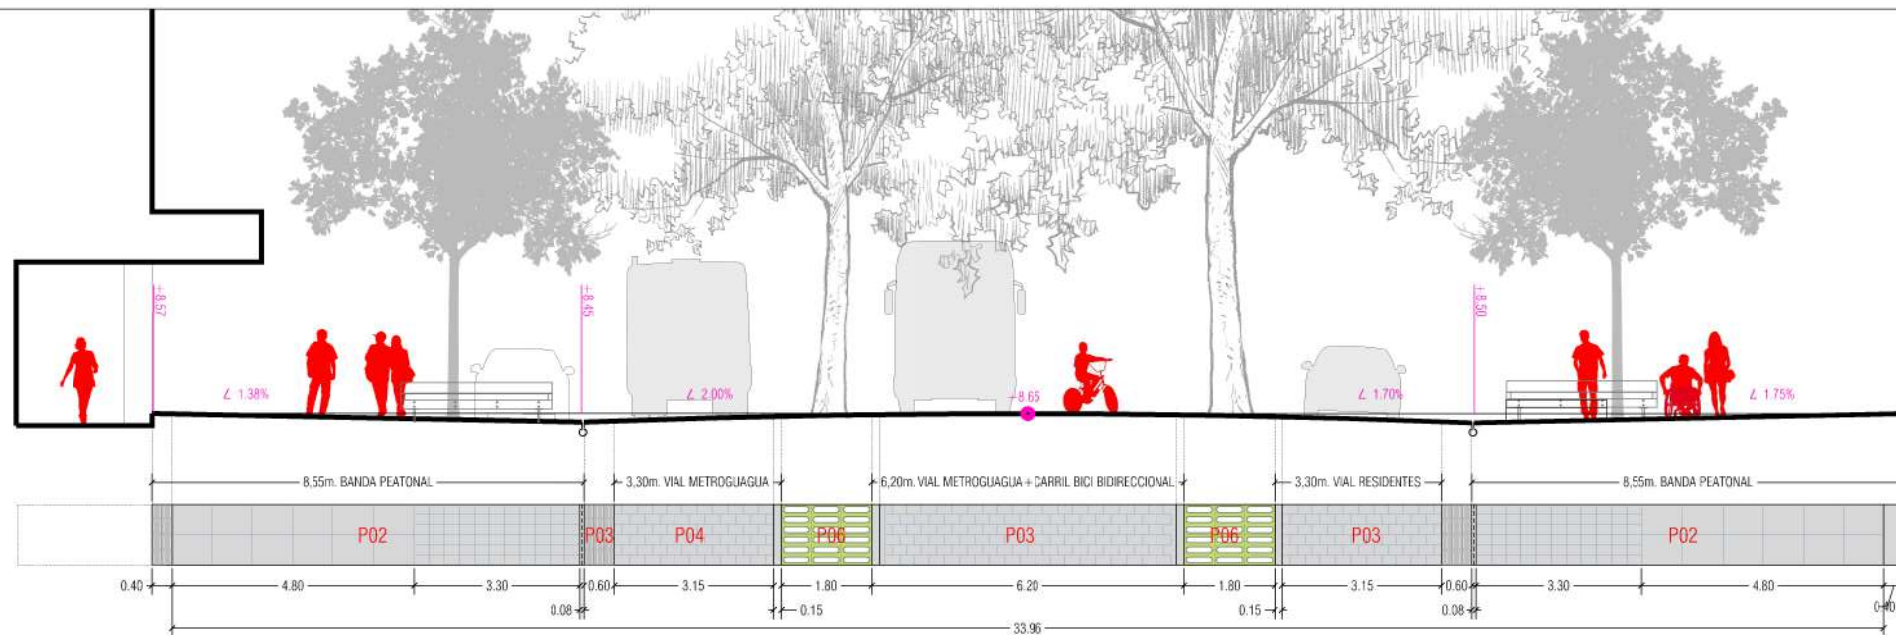 +8.57
+8.45
+8.50
∠ 1.38%
∠ 2.00%
+8.65
∠ 1.70%
∠ 1.75%
8,55m. BANDA PEATONAL
3,30m. VIAL METROGUAGUA
6,20m. VIAL METROGUAGUA + CARRIL BICI BIDIRECCIONAL
3,30m. VIAL RESIDENTES
8,55m. BANDA PEATONAL
P02
P03
P04
P06
P03
P06
P03
P02
0.40
4.80
3.30
0.60
3.15
1.80
6.20
1.80
3.15
0.60
3.30
4.80
0.40
0.08
0.15
0.15
0.08
33.96